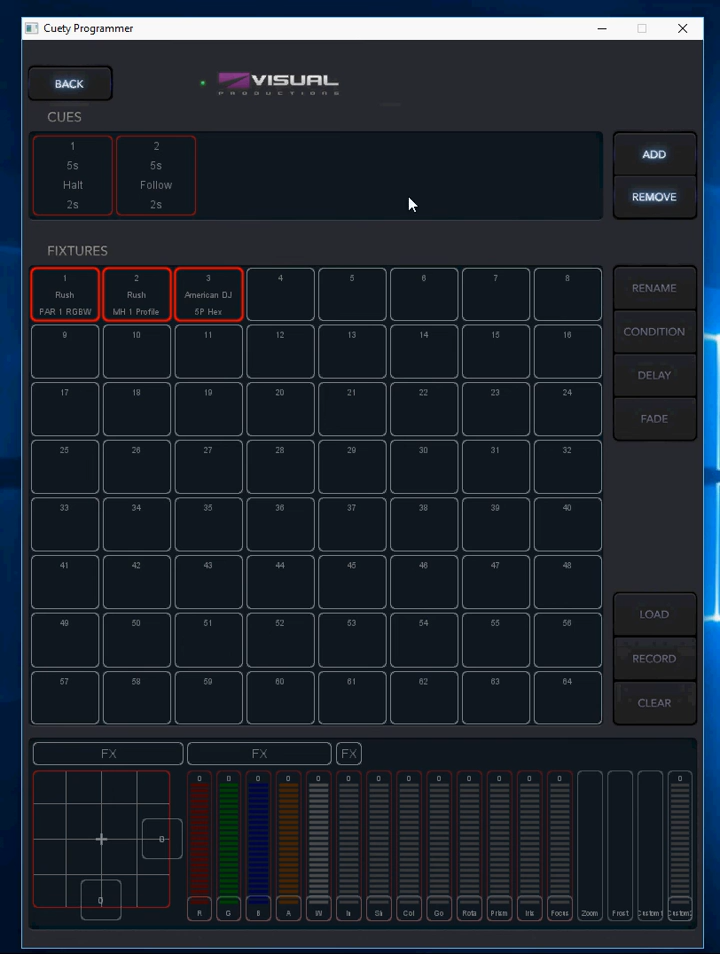 Cuety Programmer
BACK
VISUAL
PRODUCTIONS
CUES
1
5s
Halt
2s
2
5s
Follow
2s
ADD
REMOVE
FIXTURES
1
Rush
PAR 1 RGBW
2
Rush
MH 1 Profile
3
American DJ
5P Hex
4 5 6 7 8
9 10 11 12 13 14 15 16
17 18 19 20 21 22 23 24
25 26 27 28 29 30 31 32
33 34 35 36 37 38 39 40
41 42 43 44 45 46 47 48
49 50 51 52 53 54 55 56
57 58 59 60 61 62 63 64
RENAME
CONDITION
DELAY
FADE
LOAD
RECORD
CLEAR
FX FX FX
0 0 0 0 0 0 0 0 0 0 0 0 0 0
0
0
R G B A W Col Go Rota Prism Iris Focus Zoom Frost